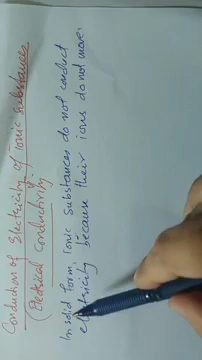 Conduction of Electricity of ionic substances
(Electrical Conductivity)
In solid form, ionic substances do not conduct
electricity because their ions do not move.